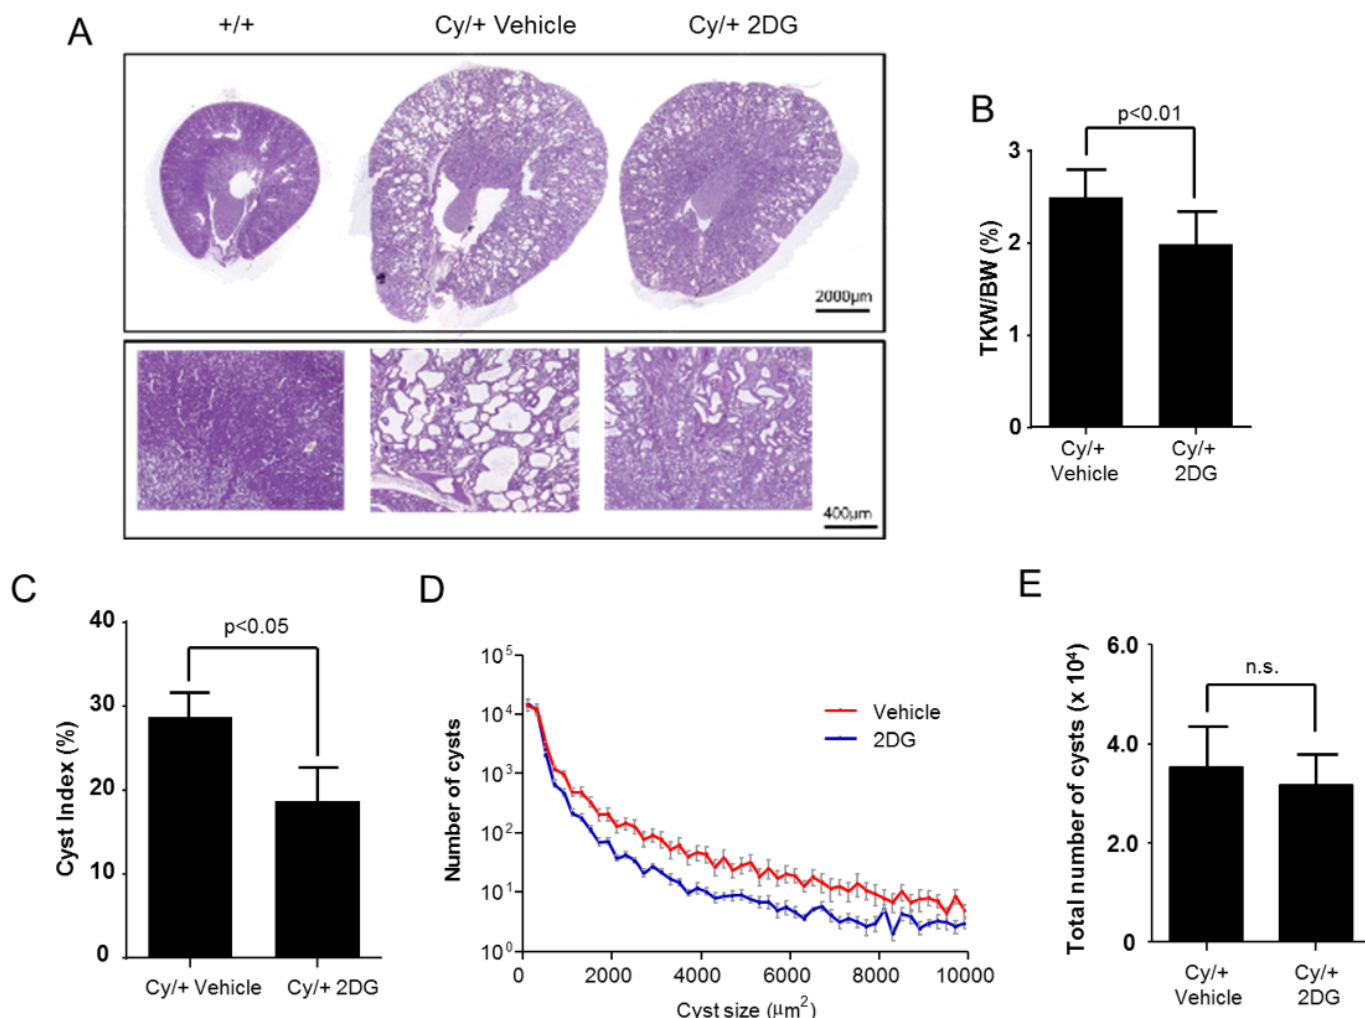 A
+/+
Cy/+ Vehicle
Cy/+ 2DG
2000μm
400μm
B
p<0.01
3
2
1
0
TKW/BW (%)
Cy/+
Vehicle
Cy/+
2DG
C
p<0.05
40
30
20
10
0
Cyst Index (%)
Cy/+ Vehicle
Cy/+ 2DG
D
10⁵
10⁴
10³
10²
10¹
10⁰
Number of cysts
Vehicle
2DG
0
2000
4000
6000
8000
10000
Cyst size (μm²)
E
n.s.
6.0
4.0
2.0
0
Total number of cysts (x 10⁴)
Cy/+
Vehicle
Cy/+
2DG